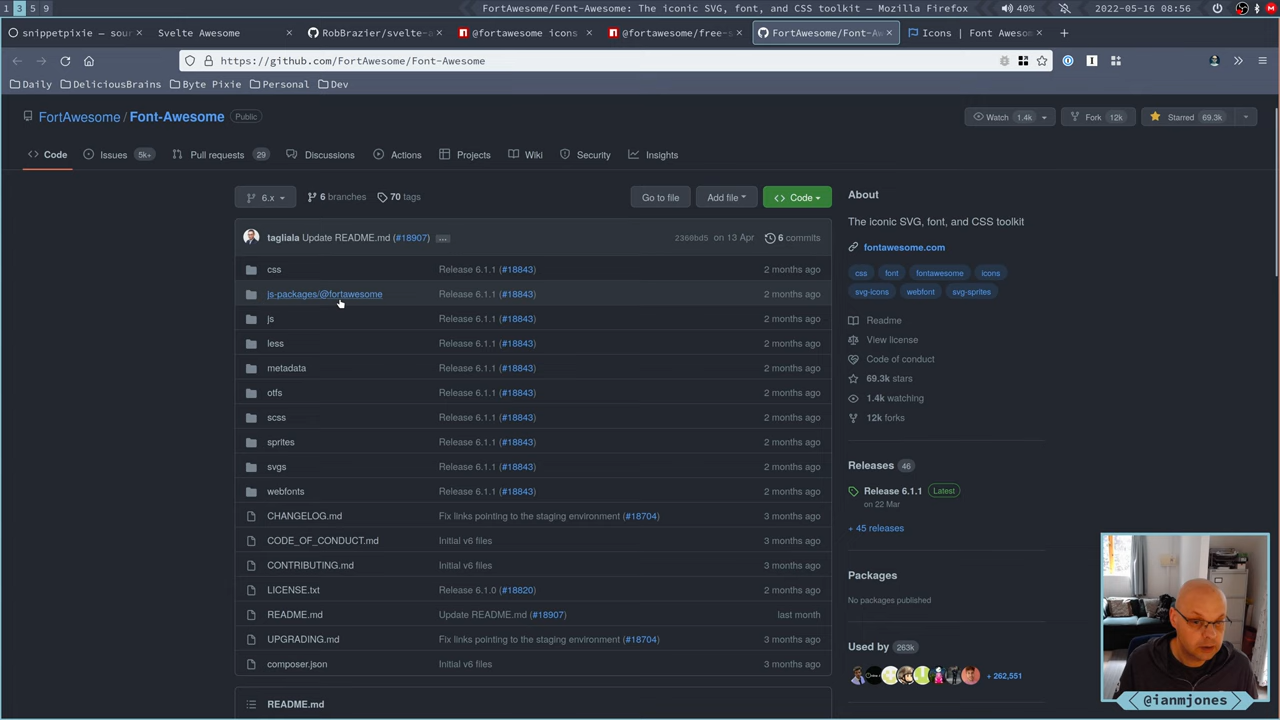 1 3 5 9
FortAwesome/Font-Awesome: The iconic SVG, font, and CSS toolkit — Mozilla Firefox
40% 2022-05-16 08:56
snippetpixie — sour
Svelte Awesome
RobBrazier/svelte-a
@fortawesome icons
@fortawesome/free-s
FortAwesome/Font-Aw
Icons | Font Aweso
https://github.com/FortAwesome/Font-Awesome
Daily DeliciousBrains Byte Pixie Personal Dev
FortAwesome / Font-Awesome Public
Watch 1.4k Fork 12k Starred 69.3k
Code Issues 5k+ Pull requests 29 Discussions Actions Projects Wiki Security Insights
6.x 6 branches 70 tags Go to file Add file Code
tagliala Update README.md (#18907) ... 2360bd5 on 13 Apr 6 commits
css Release 6.1.1 (#18843) 2 months ago
js-packages/@fortawesome Release 6.1.1 (#18843) 2 months ago
js Release 6.1.1 (#18843) 2 months ago
less Release 6.1.1 (#18843) 2 months ago
metadata Release 6.1.1 (#18843) 2 months ago
otfs Release 6.1.1 (#18843) 2 months ago
scss Release 6.1.1 (#18843) 2 months ago
sprites Release 6.1.1 (#18843) 2 months ago
svgs Release 6.1.1 (#18843) 2 months ago
webfonts Release 6.1.1 (#18843) 2 months ago
CHANGELOG.md Fix links pointing to the staging environment (#18704) 3 months ago
CODE_OF_CONDUCT.md Initial v6 files 3 months ago
CONTRIBUTING.md Initial v6 files 3 months ago
LICENSE.txt Release 6.1.0 (#18820) 2 months ago
README.md Update README.md (#18907) last month
UPGRADING.md Fix links pointing to the staging environment (#18704) 3 months ago
composer.json Initial v6 files 3 months ago
README.md
About
The iconic SVG, font, and CSS toolkit
fontawesome.com
css font fontawesome icons
svg-icons webfont svg-sprites
Readme
View license
Code of conduct
69.3k stars
1.4k watching
12k forks
Releases 46
Release 6.1.1 Latest
on 22 Mar
+ 45 releases
Packages
No packages published
Used by 263k
+ 262,551
@ianmjones